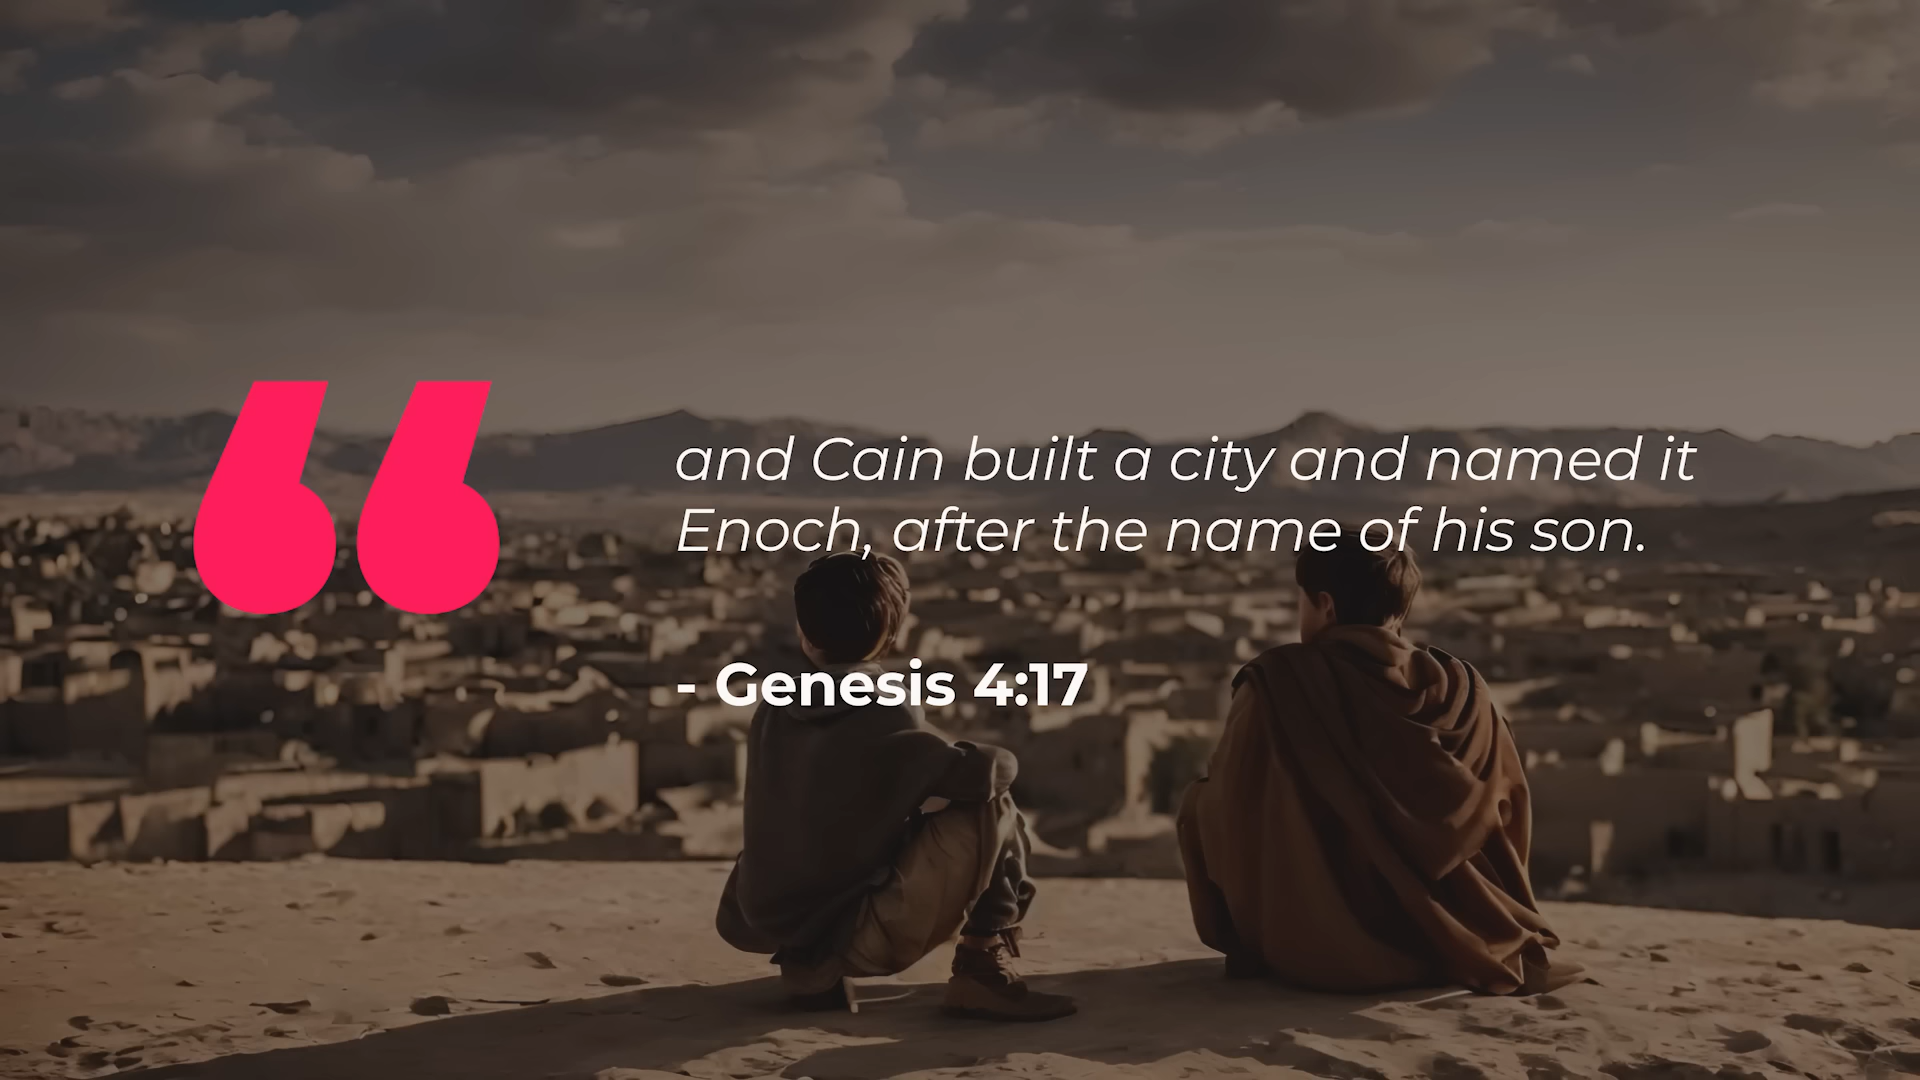 “
and Cain built a city and named it
Enoch, after the name of his son.
- Genesis 4:17